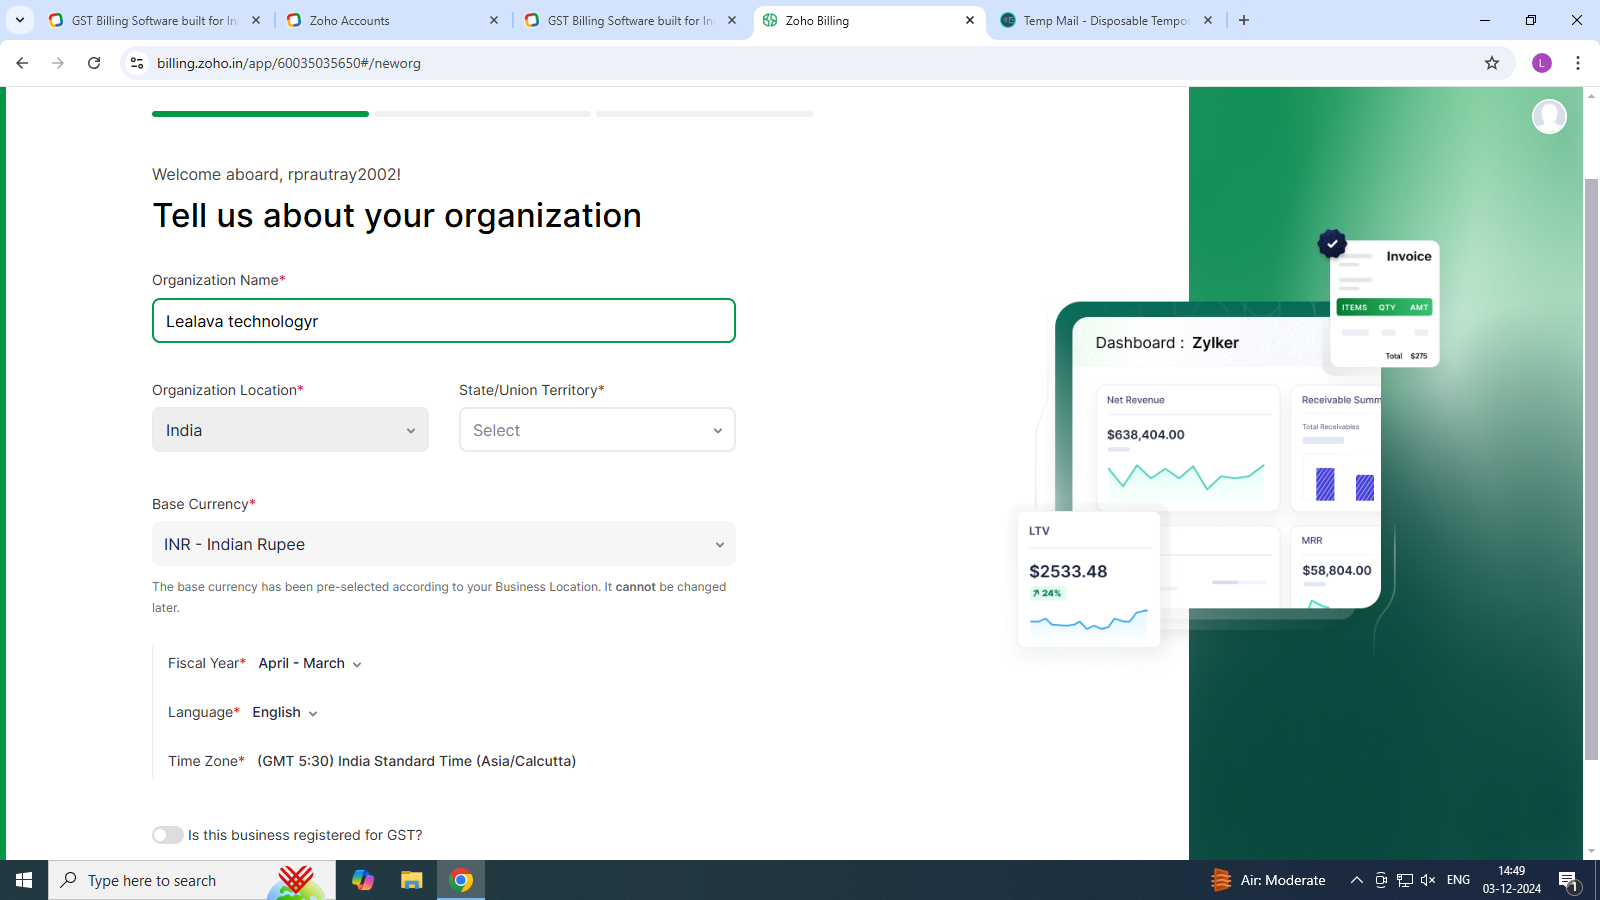 GST Billing Software built for In
Zoho Accounts
GST Billing Software built for In
Zoho Billing
Temp Mail - Disposable Tempor
billing.zoho.in/app/60035035650#/neworg
L
Welcome aboard, rprautray2002!
Tell us about your organization
Organization Name*
Lealava technologyr
Organization Location*
State/Union Territory*
India
Select
Base Currency*
INR - Indian Rupee
The base currency has been pre-selected according to your Business Location. It cannot be changed
later.
Fiscal Year* April - March
Language* English
Time Zone* (GMT 5:30) India Standard Time (Asia/Calcutta)
Is this business registered for GST?
Invoice
ITEMS QTY AMT
Total $275
Dashboard : Zylker
Net Revenue
$638,404.00
Receivable Summ
Total Receivables
LTV
$2533.48
24%
MRR
$58,804.00
Type here to search
Air: Moderate
ENG
14:49
03-12-2024
1